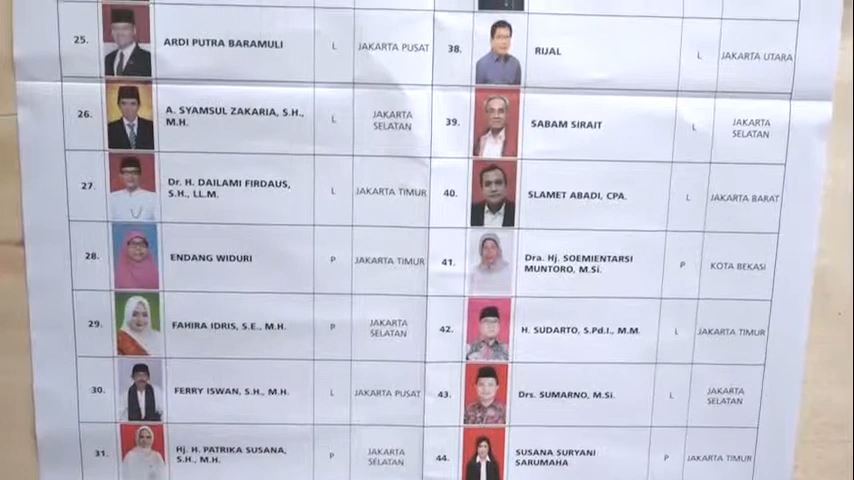 25. ARDI PUTRA BARAMULI L JAKARTA PUSAT
26. A. SYAMSUL ZAKARIA, S.H., M.H. L JAKARTA SELATAN
27. Dr. H. DAILAMI FIRDAUS, S.H., LL.M. L JAKARTA TIMUR
28. ENDANG WIDURI P JAKARTA TIMUR
29. FAHIRA IDRIS, S.E., M.H. P JAKARTA SELATAN
30. FERRY ISWAN, S.H., M.H. L JAKARTA PUSAT
31. Hj. H. PATRIKA SUSANA, S.H., M.H. P JAKARTA SELATAN
38. RIJAL L JAKARTA UTARA
39. SABAM SIRAIT L JAKARTA SELATAN
40. SLAMET ABADI, CPA. L JAKARTA BARAT
41. Dra. Hj. SOEMIENTARSI MUNTORO, M.Si. P KOTA BEKASI
42. H. SUDARTO, S.Pd.I., M.M. L JAKARTA TIMUR
43. Drs. SUMARNO, M.Si. L JAKARTA SELATAN
44. SUSANA SURYANI SARUMAHA P JAKARTA TIMUR